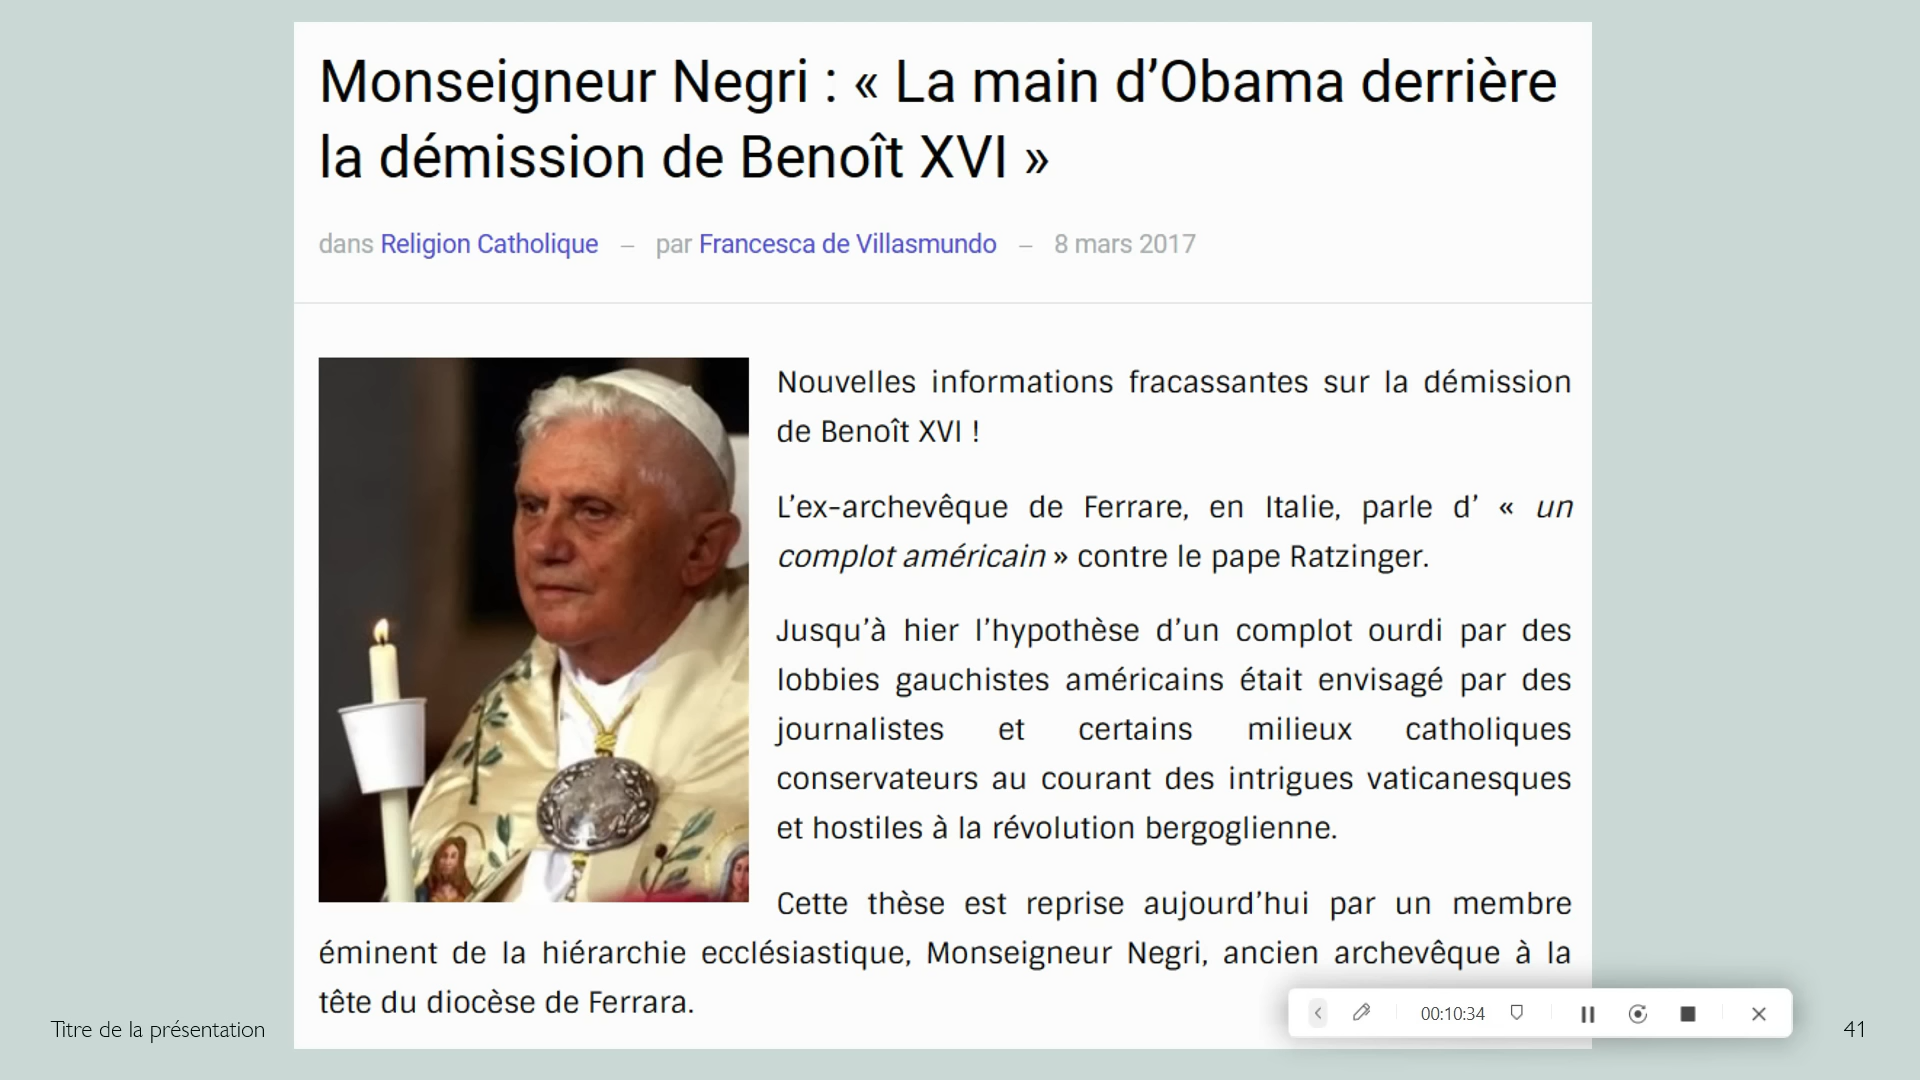 Monseigneur Negri : « La main d’Obama derrière
la démission de Benoît XVI »
dans Religion Catholique – par Francesca de Villasmundo – 8 mars 2017
Nouvelles informations fracassantes sur la démission
de Benoît XVI !
L’ex-archevêque de Ferrare, en Italie, parle d’ « un
complot américain » contre le pape Ratzinger.
Jusqu’à hier l’hypothèse d’un complot ourdi par des
lobbies gauchistes américains était envisagé par des
journalistes et certains milieux catholiques
conservateurs au courant des intrigues vaticanesques
et hostiles à la révolution bergoglienne.
Cette thèse est reprise aujourd’hui par un membre
éminent de la hiérarchie ecclésiastique, Monseigneur Negri, ancien archevêque à la
tête du diocèse de Ferrara.
00:10:34
Titre de la présentation
41